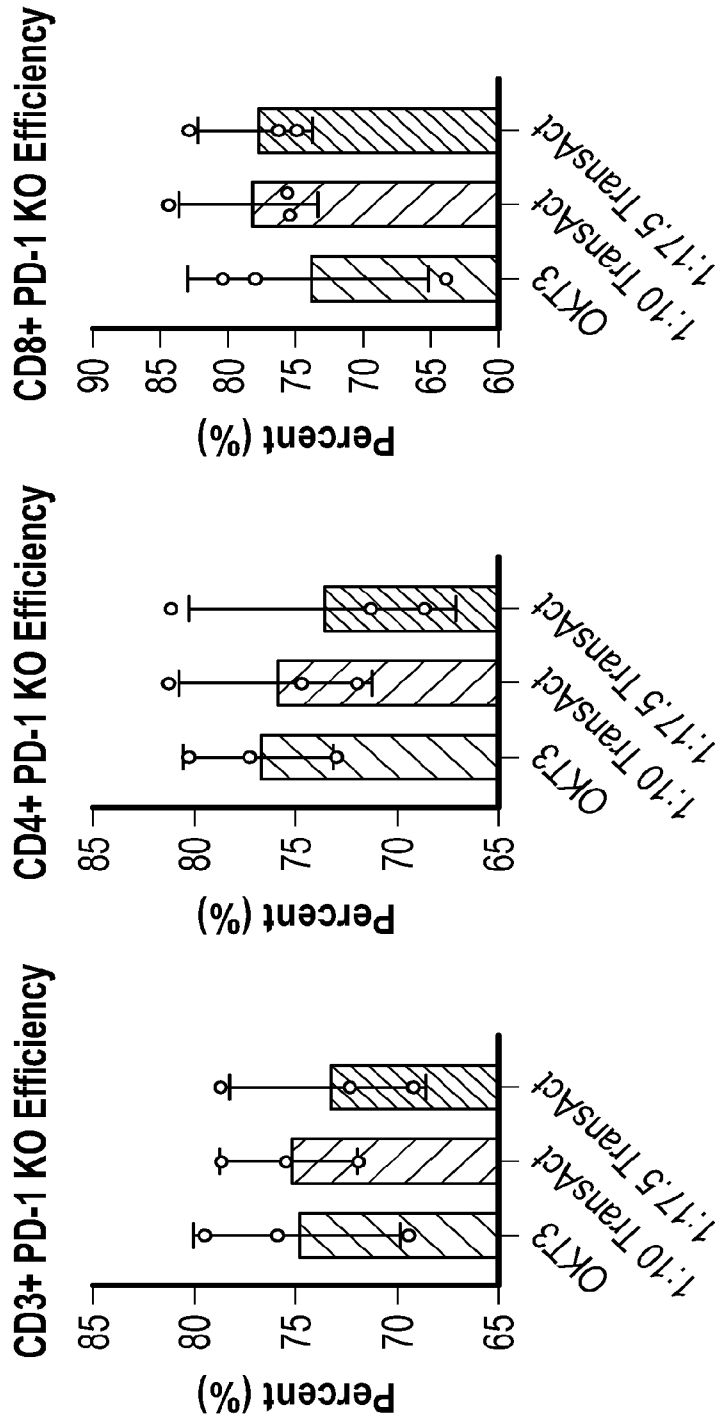 CD3+ PD-1 KO Efficiency
Percent (%)
85
80
75
70
65
OKT3
1:10 TransAct
1:17.5 TransAct
CD4+ PD-1 KO Efficiency
Percent (%)
85
80
75
70
65
OKT3
1:10 TransAct
1:17.5 TransAct
CD8+ PD-1 KO Efficiency
Percent (%)
90
85
80
75
70
65
60
OKT3
1:10 TransAct
1:17.5 TransAct